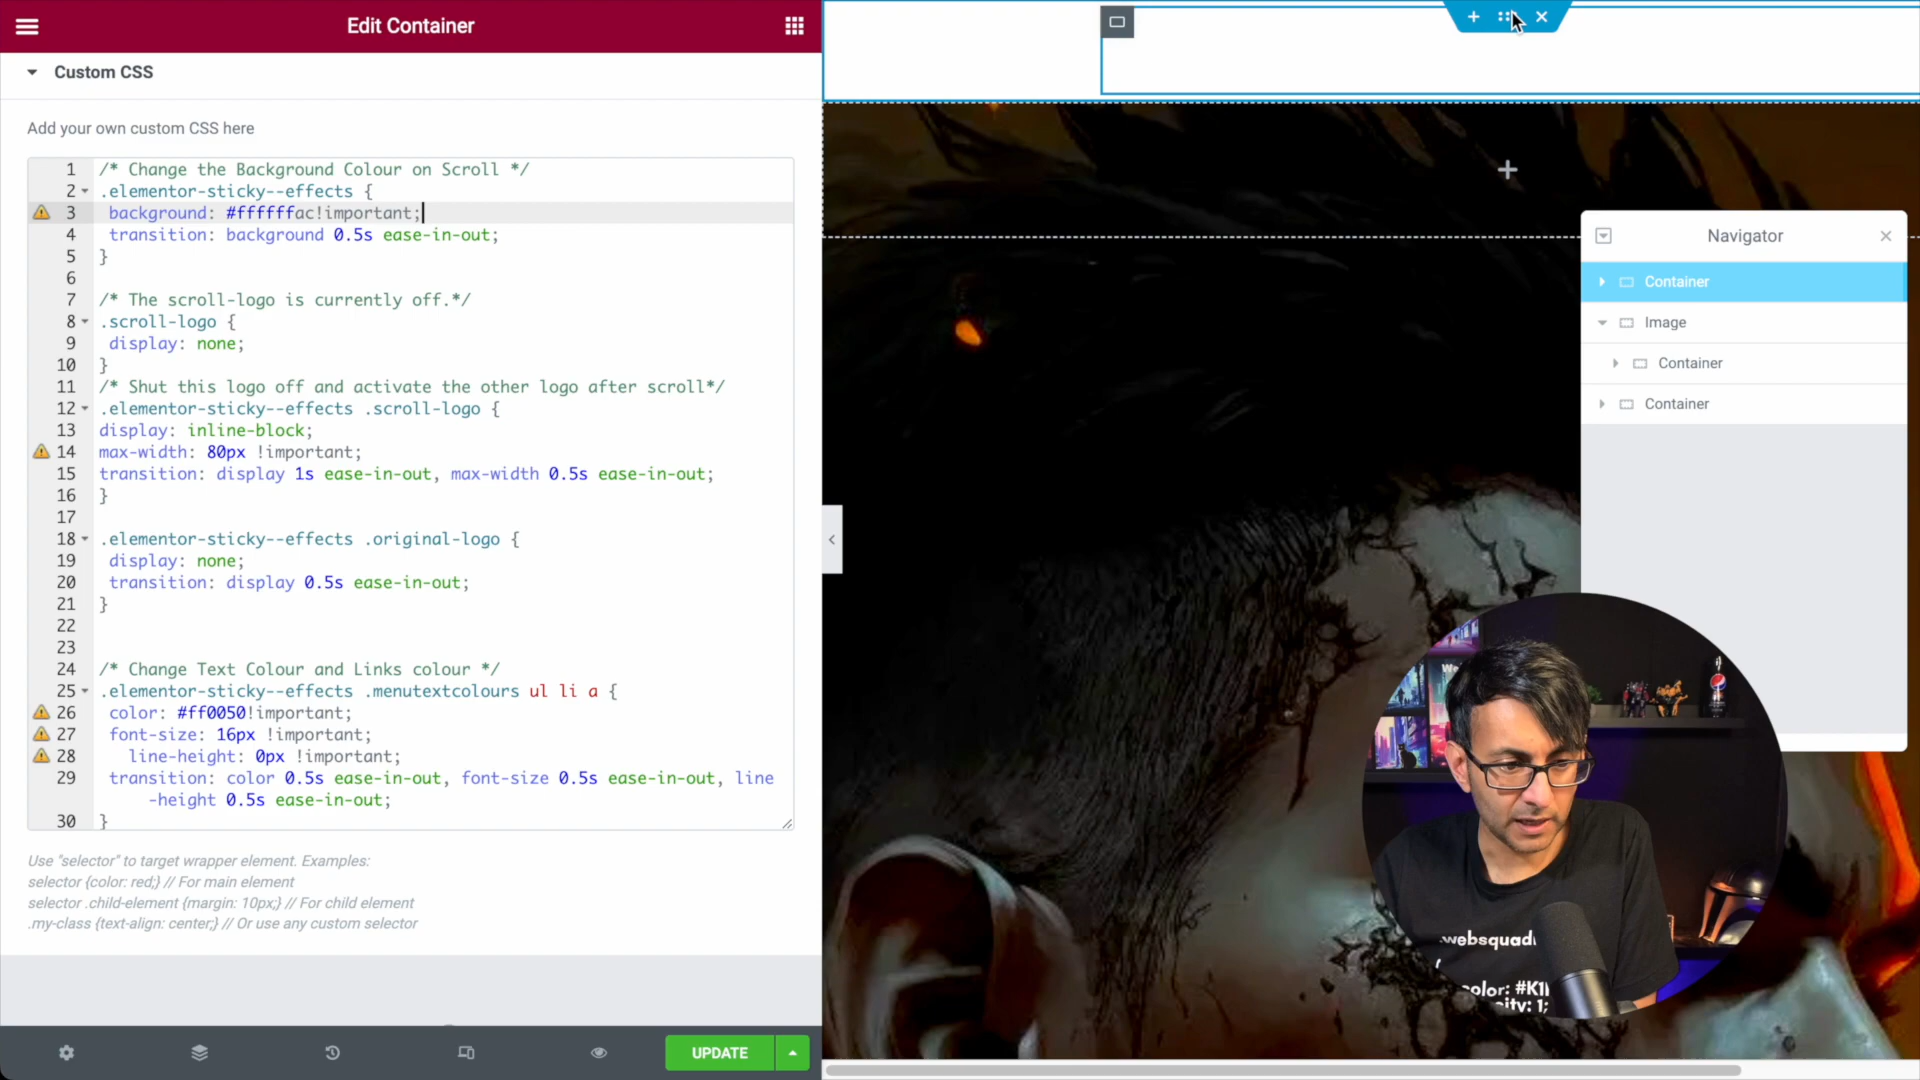 Edit Container
Custom CSS
Add your own custom CSS here
1 /* Change the Background Colour on Scroll */
2 .elementor-sticky--effects {
3 background: #ffffffac!important;
4 transition: background 0.5s ease-in-out;
5 }
6
7 /* The scroll-logo is currently off.*/
8 .scroll-logo {
9 display: none;
10 }
11 /* Shut this logo off and activate the other logo after scroll*/
12 .elementor-sticky--effects .scroll-logo {
13 display: inline-block;
14 max-width: 80px !important;
15 transition: display 1s ease-in-out, max-width 0.5s ease-in-out;
16 }
17
18 .elementor-sticky--effects .original-logo {
19 display: none;
20 transition: display 0.5s ease-in-out;
21 }
22
23
24 /* Change Text Colour and Links colour */
25 .elementor-sticky--effects .menutextcolours ul li a {
26 color: #ff0050!important;
27 font-size: 16px !important;
28 line-height: 0px !important;
29 transition: color 0.5s ease-in-out, font-size 0.5s ease-in-out, line
-height 0.5s ease-in-out;
30 }
Use "selector" to target wrapper element. Examples:
selector {color: red;} // For main element
selector .child-element {margin: 10px;} // For child element
.my-class {text-align: center;} // Or use any custom selector
UPDATE
Navigator
Container
Image
Container
Container
.websquad
olor: #K1
ity: 1;